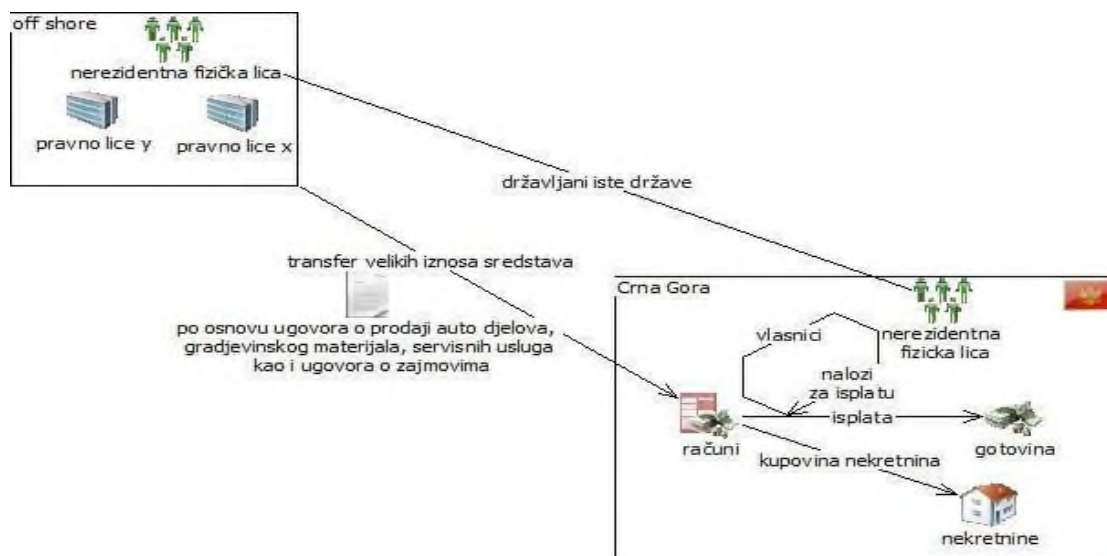 off shore
nerezidentna fizička lica
pravno lice y
pravno lice x
državljani iste države
transfer velikih iznosa sredstava
po osnovu ugovora o prodaji auto djelova,
gradjevinskog materijala, servisnih usluga
kao i ugovora o zajmovima
Crna Gora
vlasnici
nerezidentna
fizicka lica
nalozi
za isplatu
isplata
računi
gotovina
kupovina nekretnina
nekretnine